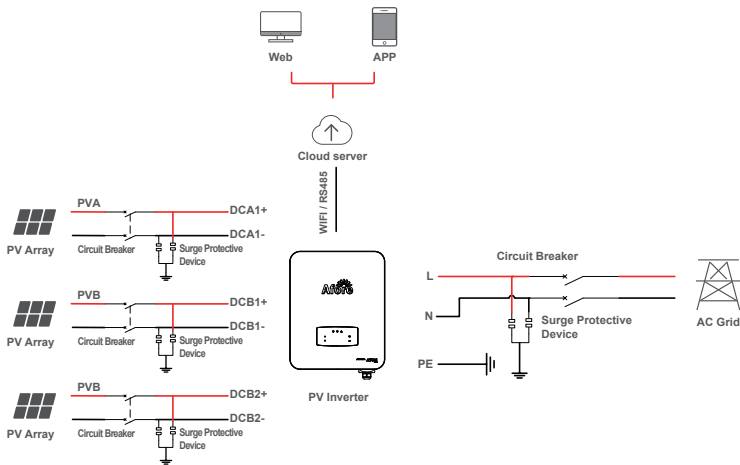 Web
APP
Cloud server
WIFI / RS485
PVA
DCA1+
DCA1-
PV Array
Circuit Breaker
Surge Protective
Device
PVB
DCB1+
DCB1-
PV Array
Circuit Breaker
Surge Protective
Device
PVB
DCB2+
DCB2-
PV Array
Circuit Breaker
Surge Protective
Device
Afore
PV Inverter
Circuit Breaker
L
N
Surge Protective
Device
PE
AC Grid